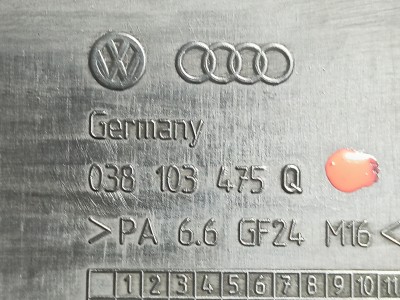 Germany
038 103 475 Q
>PA 6.6 GF24 M16<
1 2 3 4 5 6 7 8 9 10 11